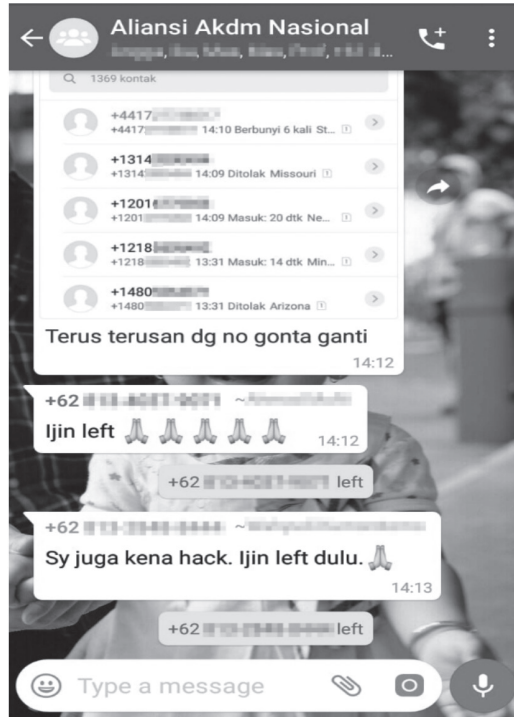 Aliansi Akdm Nasional
1369 kontak
+4417
+4417 14:10 Berbunyi 6 kali St...
+1314
+1314 14:09 Ditolak Missouri
+1201
+1201 14:09 Masuk: 20 dtk Ne...
+1218
+1218 13:31 Masuk: 14 dtk Min...
+1480
+1480 13:31 Ditolak Arizona
Terus terusan dg no gonta ganti
14:12
+62
Ijin left 🙏 🙏 🙏 🙏 🙏
14:12
+62 left
+62
Sy juga kena hack. Ijin left dulu. 🙏
14:13
+62 left
Type a message